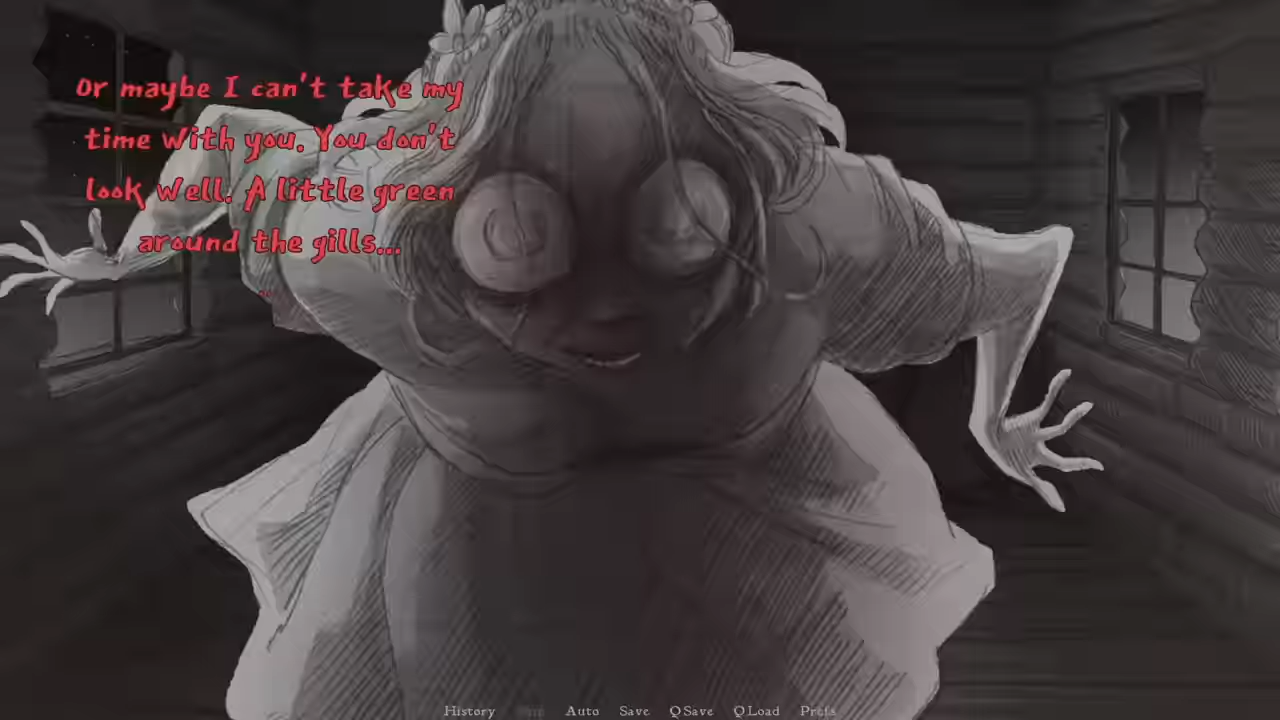 Or maybe I can't take my
time with you. You don't
look well. A little green
around the gills...
History Auto Save Q.Save Q.Load Prefs